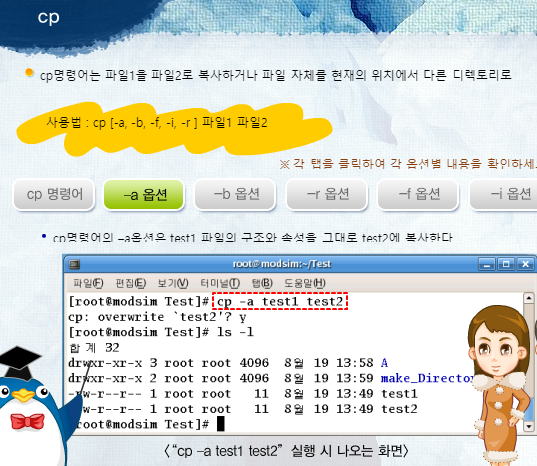 cp
cp명령어는 파일1을 파일2로 복사하거나 파일 자체를 현재의 위치에서 다른 디렉토리로
사용법 : cp [-a, -b, -f, -i, -r ] 파일1 파일2
※ 각 탭을 클릭하여 각 옵션별 내용을 확인하세
cp 명령어 -a 옵션 -b 옵션 -r 옵션 -f 옵션 -i 옵션
• cp명령어의 -a옵션은 test1 파일의 구조와 속성을 그대로 test2에 복사한다
root@modsim:~/Test
파일(F) 편집(E) 보기(V) 터미널(T) 탭(B) 도움말(H)
[root@modsim Test]# cp -a test1 test2
cp: overwrite `test2'? y
[root@modsim Test]# ls -l
합계 32
drwxr-xr-x 3 root root 4096 8월 19 13:58 A
drwxr-xr-x 2 root root 4096 8월 19 13:59 make_Directo
-rw-r--r-- 1 root root 11 8월 19 13:49 test1
-rw-r--r-- 1 root root 11 8월 19 13:49 test2
[root@modsim Test]#
〈“cp -a test1 test2” 실행 시 나오는 화면〉